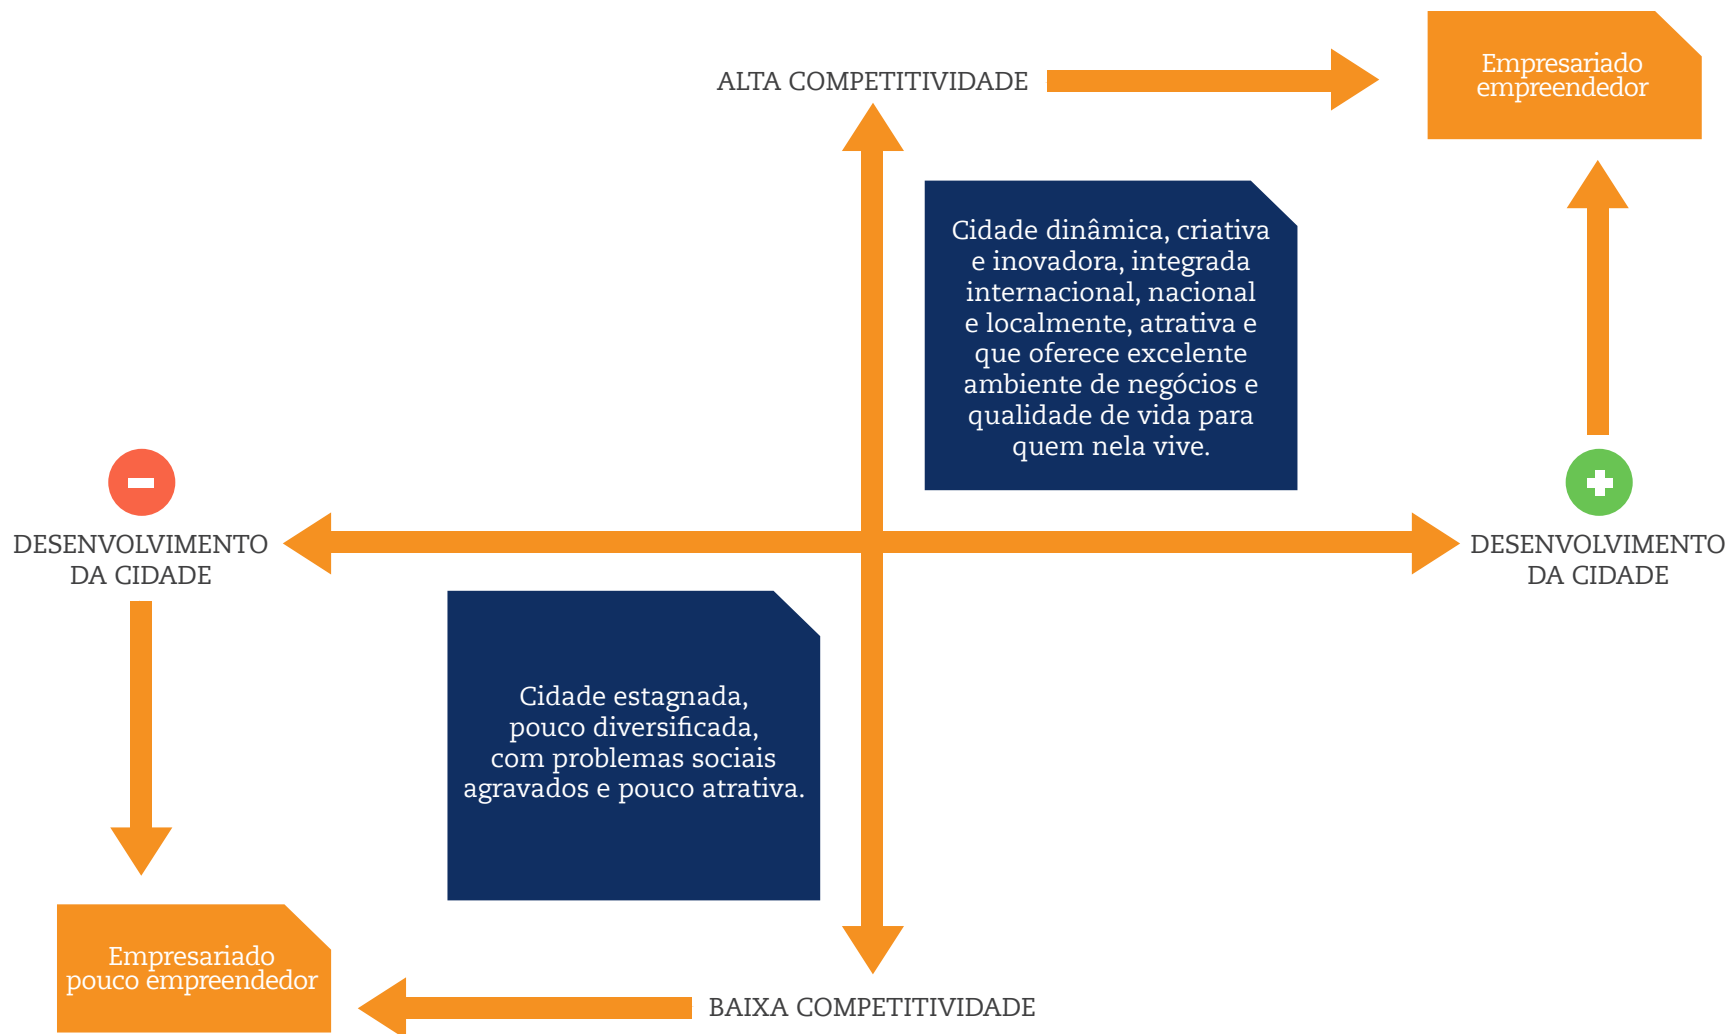 ALTA COMPETITIVIDADE
Empresariado
empreendedor
Cidade dinâmica, criativa
e inovadora, integrada
internacional, nacional
e localmente, atrativa e
que oferece excelente
ambiente de negócios e
qualidade de vida para
quem nela vive.
DESENVOLVIMENTO
DA CIDADE
DESENVOLVIMENTO
DA CIDADE
Cidade estagnada,
pouco diversificada,
com problemas sociais
agravados e pouco atrativa.
Empresariado
pouco empreendedor
BAIXA COMPETITIVIDADE